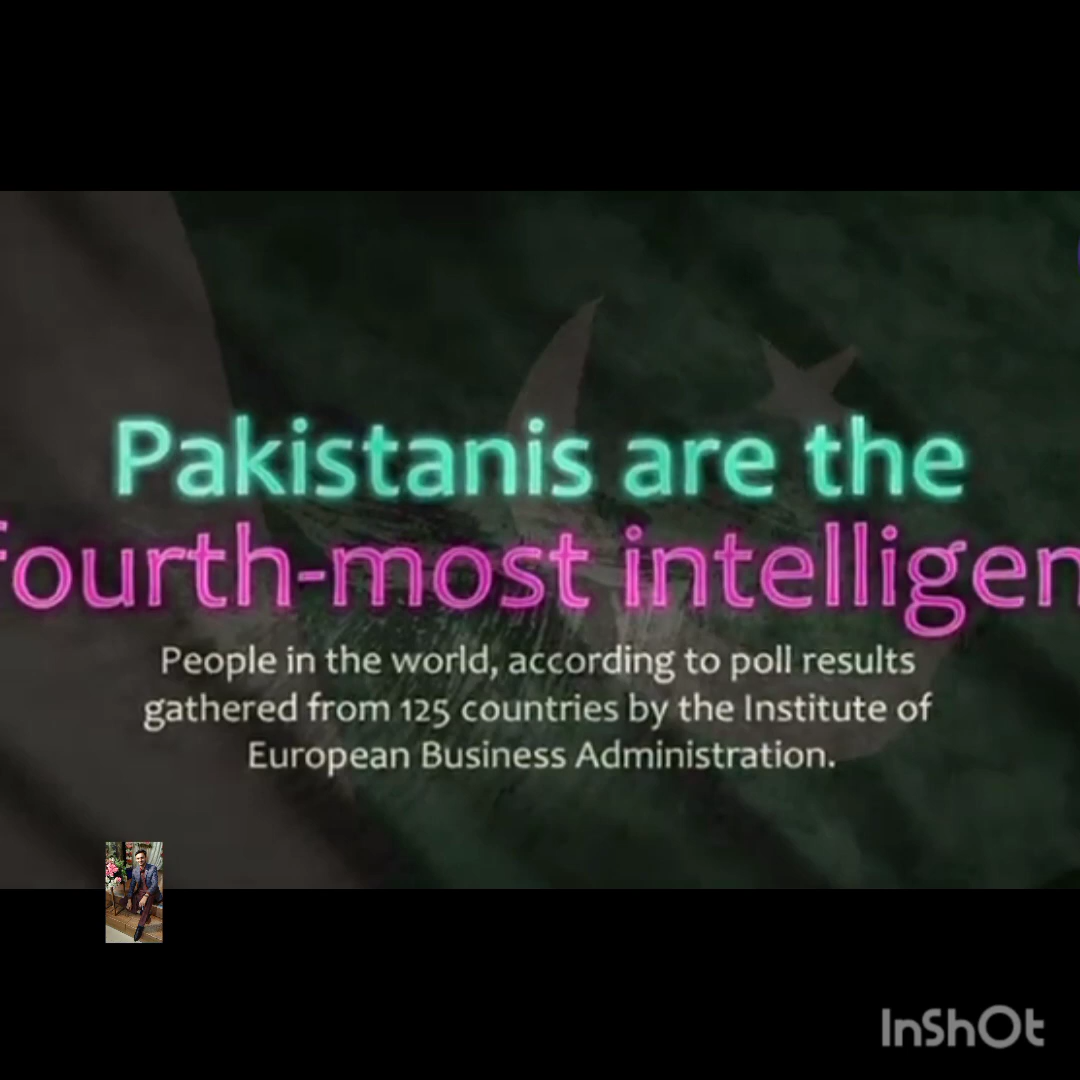 Pakistanis are the
fourth-most intelligen
People in the world, according to poll results
gathered from 125 countries by the Institute of
European Business Administration.
InShOt